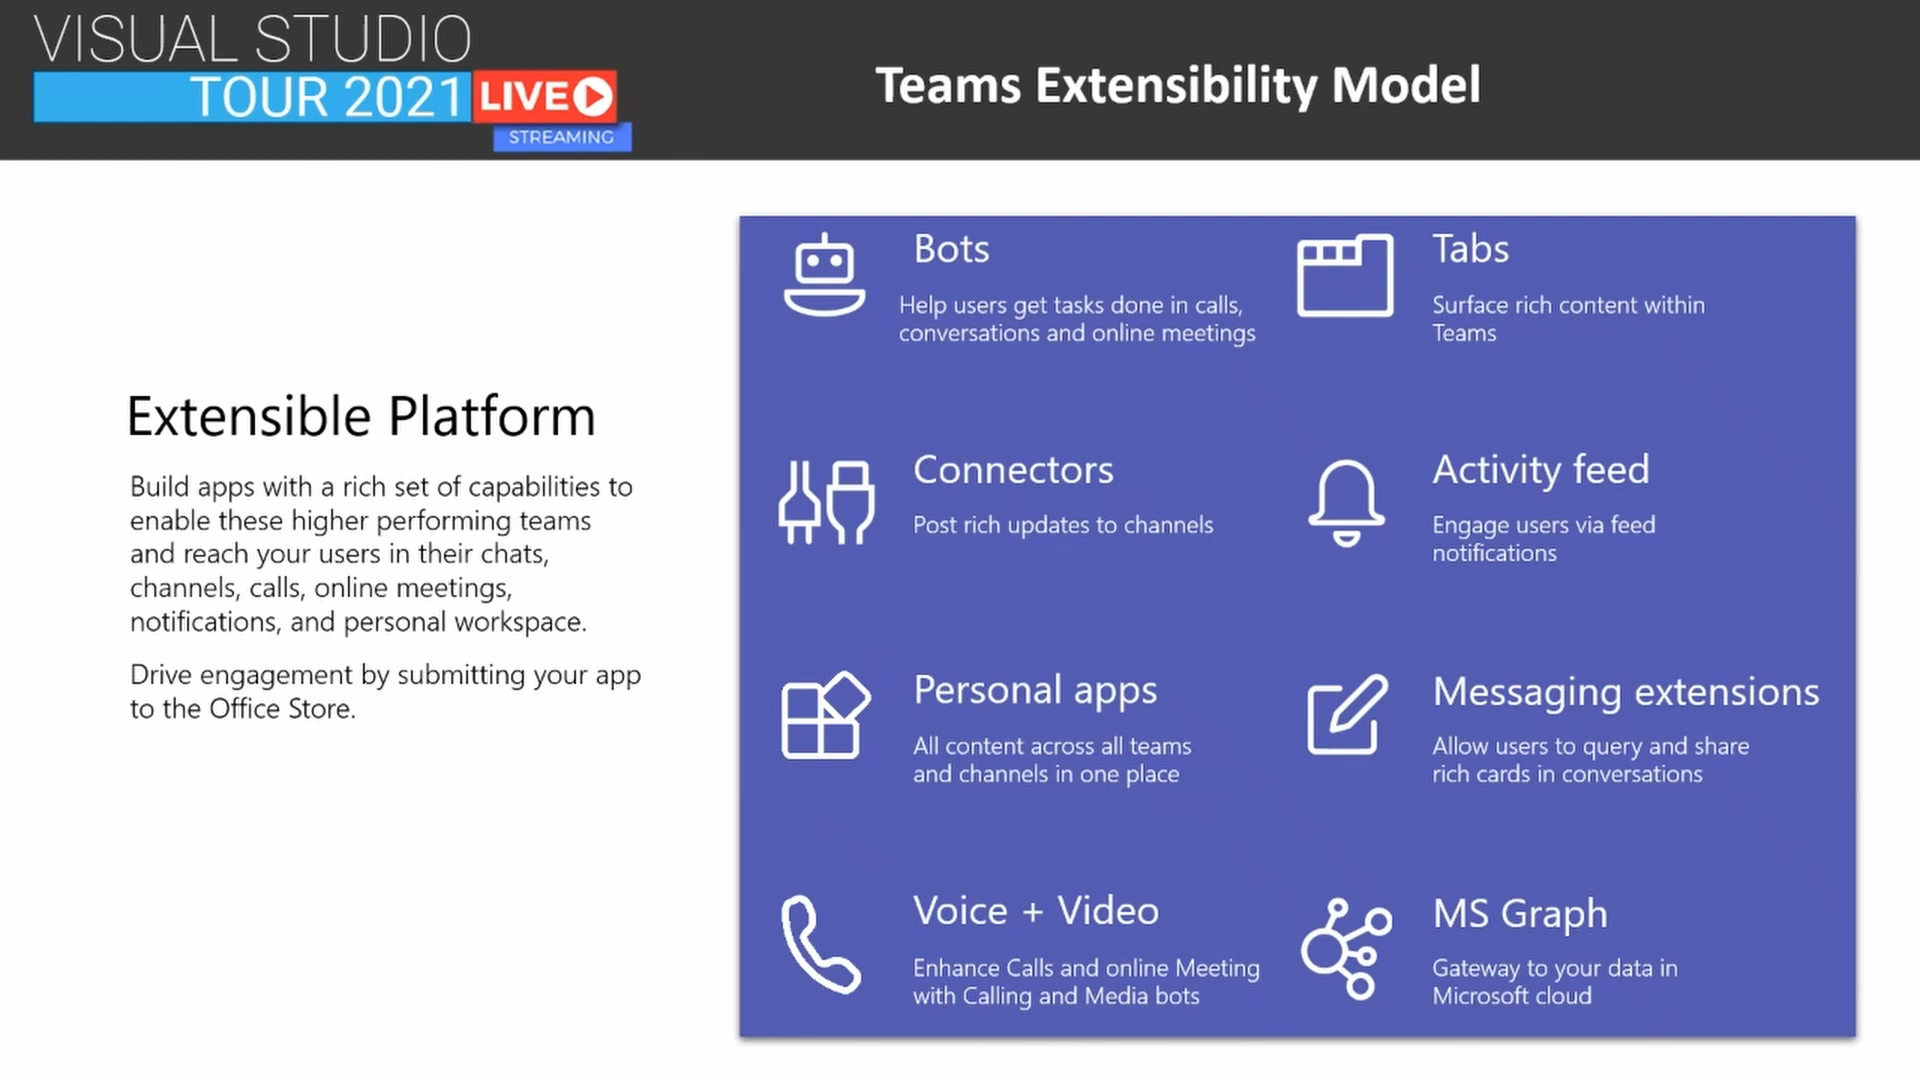 VISUAL STUDIO
TOUR 2021 LIVE
STREAMING
Teams Extensibility Model
Extensible Platform
Build apps with a rich set of capabilities to
enable these higher performing teams
and reach your users in their chats,
channels, calls, online meetings,
notifications, and personal workspace.
Drive engagement by submitting your app
to the Office Store.
Bots
Help users get tasks done in calls,
conversations and online meetings
Tabs
Surface rich content within
Teams
Connectors
Post rich updates to channels
Activity feed
Engage users via feed
notifications
Personal apps
All content across all teams
and channels in one place
Messaging extensions
Allow users to query and share
rich cards in conversations
Voice + Video
Enhance Calls and online Meeting
with Calling and Media bots
MS Graph
Gateway to your data in
Microsoft cloud